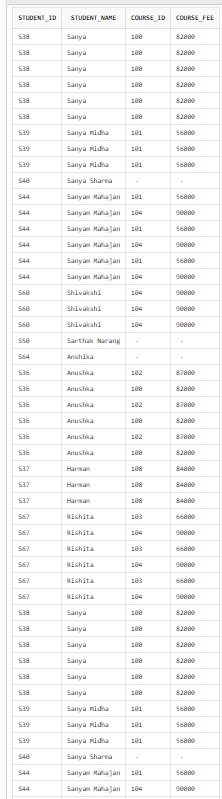 STUDENT_ID STUDENT_NAME COURSE_ID COURSE_FEE
S38 Sanya 100 82000
S38 Sanya 100 82000
S38 Sanya 100 82000
S38 Sanya 100 82000
S38 Sanya 100 82000
S38 Sanya 100 82000
S39 Sanya Midha 101 56000
S39 Sanya Midha 101 56000
S39 Sanya Midha 101 56000
S40 Sanya Sharma - -
S44 Sanyam Mahajan 101 56000
S44 Sanyam Mahajan 104 90000
S44 Sanyam Mahajan 101 56000
S44 Sanyam Mahajan 104 90000
S44 Sanyam Mahajan 101 56000
S44 Sanyam Mahajan 104 90000
S60 Shivakshi 104 90000
S60 Shivakshi 104 90000
S60 Shivakshi 104 90000
S50 Sarthak Narang - -
S64 Anshika - -
S36 Anushka 102 87000
S36 Anushka 100 82000
S36 Anushka 102 87000
S36 Anushka 100 82000
S36 Anushka 102 87000
S36 Anushka 100 82000
S37 Harman 108 84000
S37 Harman 108 84000
S37 Harman 108 84000
S67 Rishita 103 66000
S67 Rishita 104 90000
S67 Rishita 103 66000
S67 Rishita 104 90000
S67 Rishita 103 66000
S67 Rishita 104 90000
S38 Sanya 100 82000
S38 Sanya 100 82000
S38 Sanya 100 82000
S38 Sanya 100 82000
S38 Sanya 100 82000
S38 Sanya 100 82000
S39 Sanya Midha 101 56000
S39 Sanya Midha 101 56000
S39 Sanya Midha 101 56000
S40 Sanya Sharma - -
S44 Sanyam Mahajan 101 56000
S44 Sanyam Mahajan 104 90000